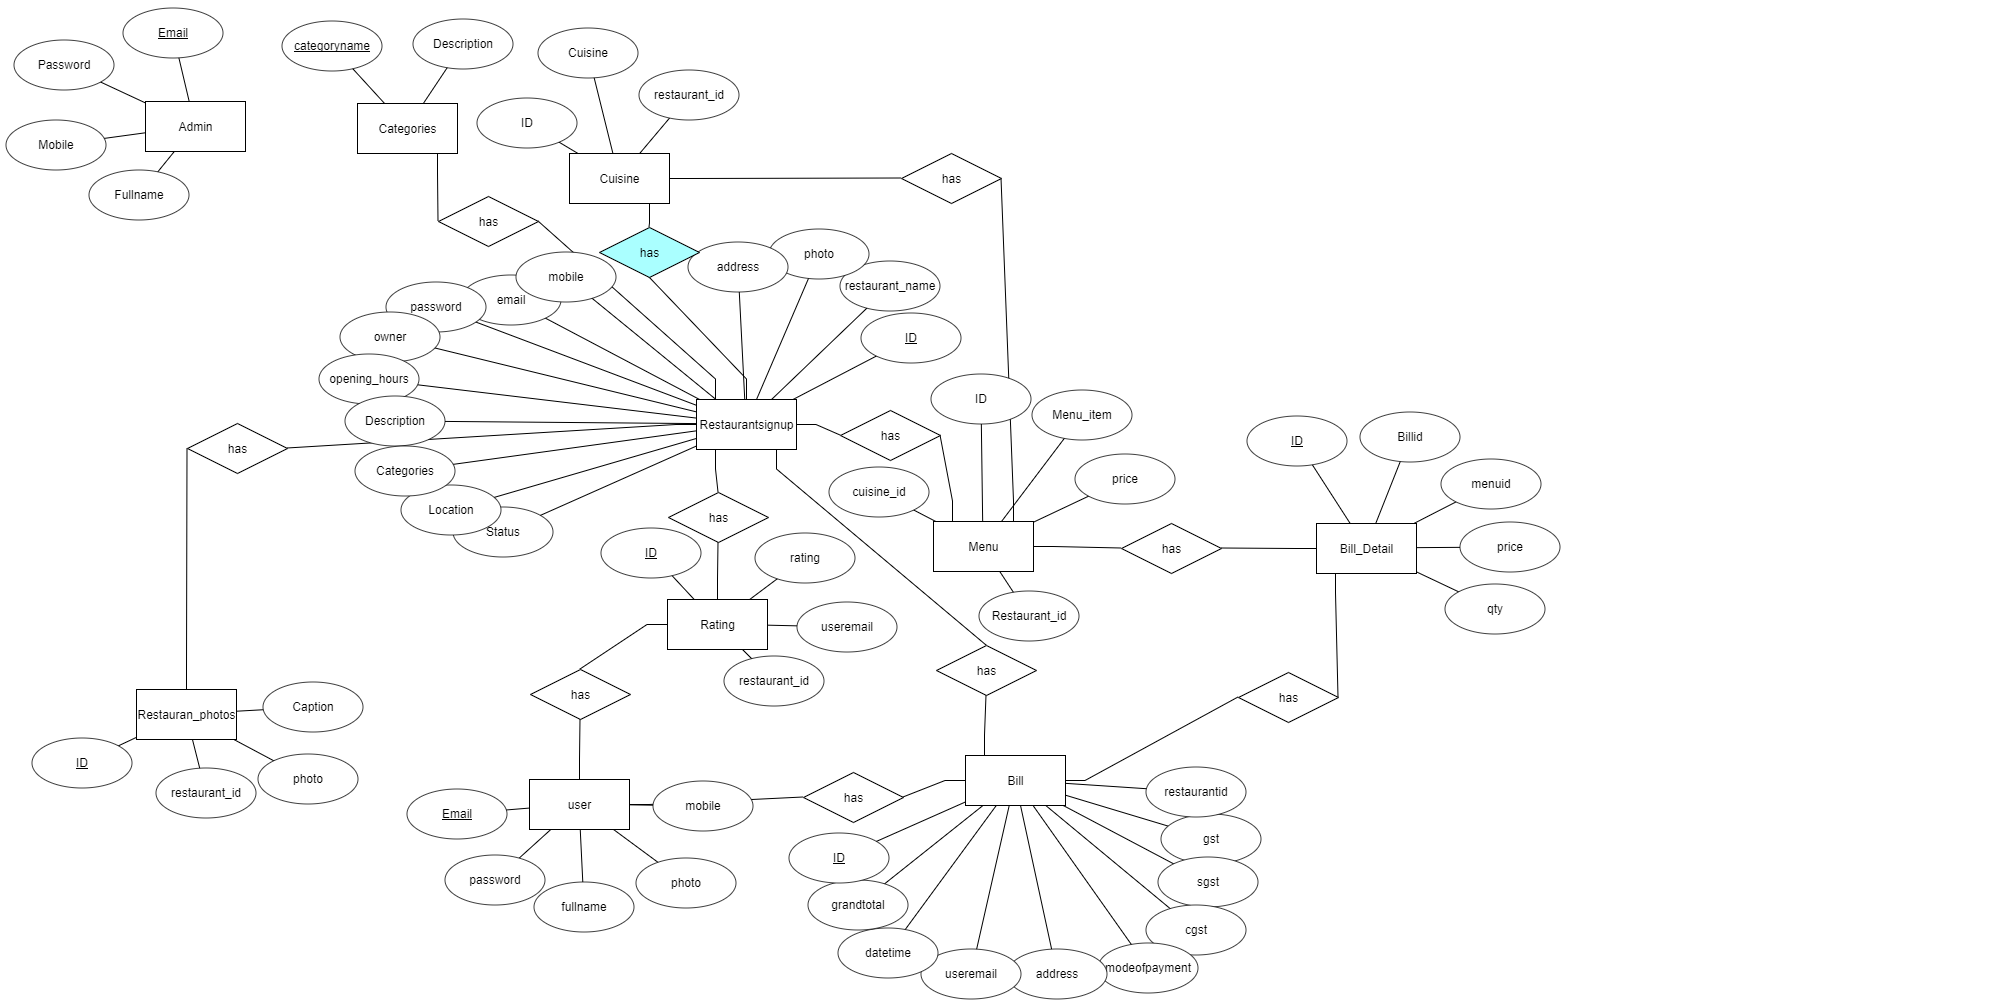 Email
Password
Admin
Mobile
Fullname
categoryname
Description
Categories
Cuisine
restaurant_id
ID
Cuisine
has
has
has
address
photo
restaurant_name
ID
mobile
email
password
owner
opening_hours
Description
Categories
Location
Status
Restaurantsignup
has
has
has
ID
Menu_item
price
cuisine_id
Menu
Restaurant_id
has
ID
Billid
menuid
price
qty
Bill_Detail
ID
rating
Rating
useremail
restaurant_id
has
has
has
Restauran_photos
Caption
ID
restaurant_id
photo
user
Email
mobile
password
fullname
photo
has
Bill
restaurantid
gst
sgst
cgst
modeofpayment
address
useremail
datetime
grandtotal
ID